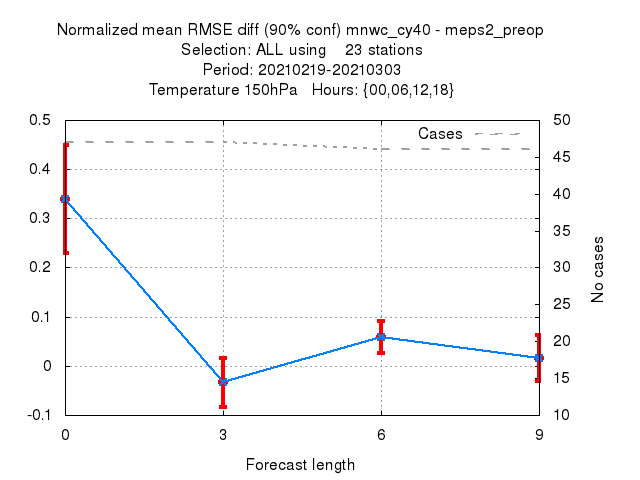 Normalized mean RMSE diff (90% conf) mnwc_cy40 - meps2_preop
Selection: ALL using 23 stations
Period: 20210219-20210303
Temperature 150hPa Hours: {00,06,12,18}
0.5
0.4
0.3
0.2
0.1
0
-0.1
Cases
50
45
40
35
30
25
20
15
10
No cases
0 3 6 9
Forecast length